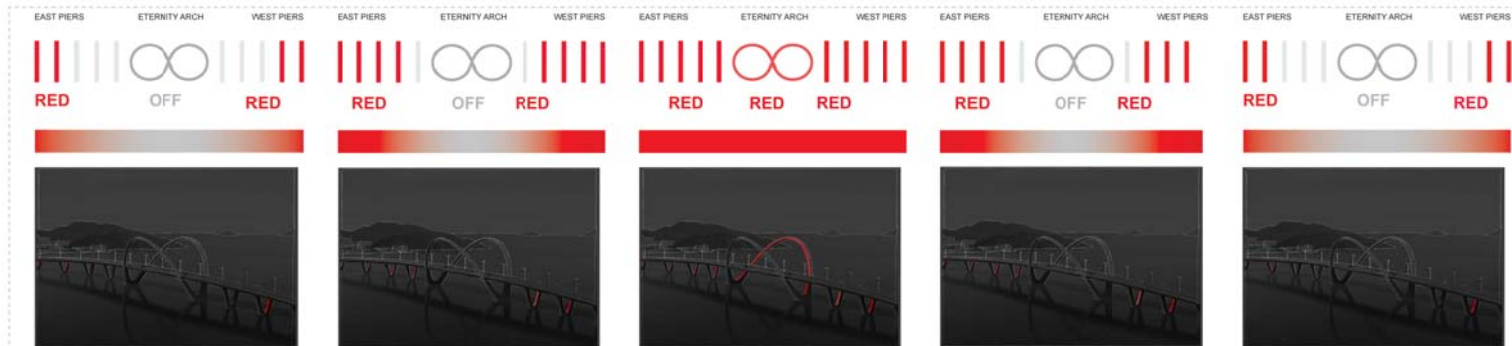 EAST PIERS ETERNITY ARCH WEST PIERS EAST PIERS ETERNITY ARCH WEST PIERS EAST PIERS ETERNITY ARCH WEST PIERS EAST PIERS ETERNITY ARCH WEST PIERS EAST PIERS ETERNITY ARCH WEST PIERS
RED OFF RED RED OFF RED RED RED RED RED OFF RED RED OFF RED